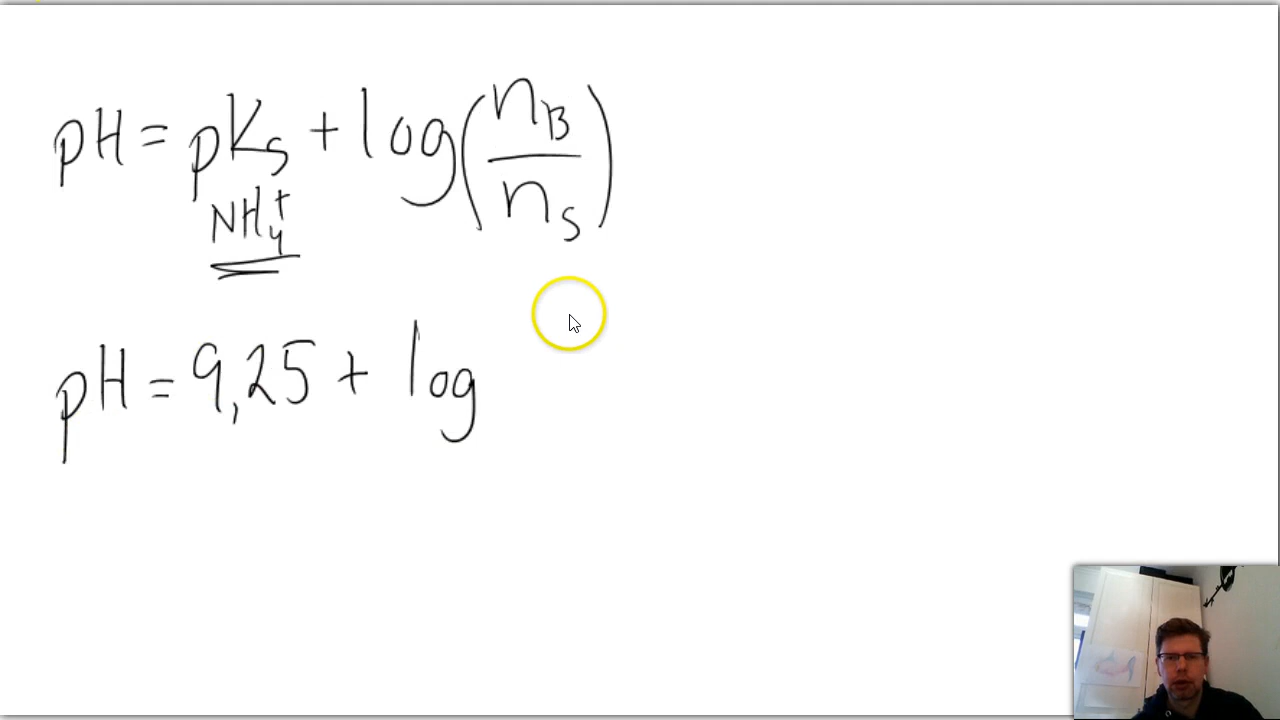 pH = pKs + log(nB/nS)
NH4+
pH = 9,25 + log